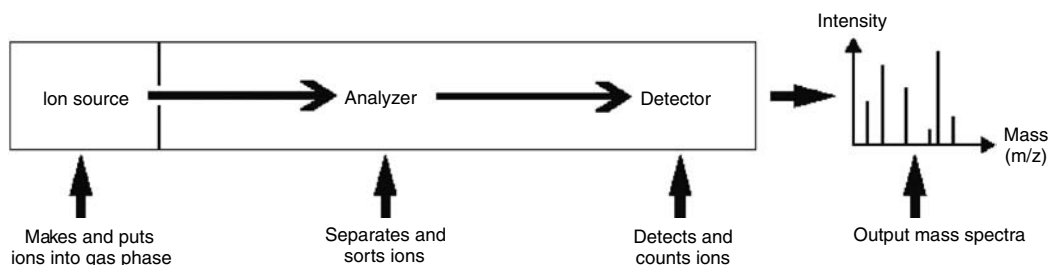 Intensity
Ion source
Analyzer
Detector
Mass
(m/z)
Makes and puts
ions into gas phase
Separates and
sorts ions
Detects and
counts ions
Output mass spectra